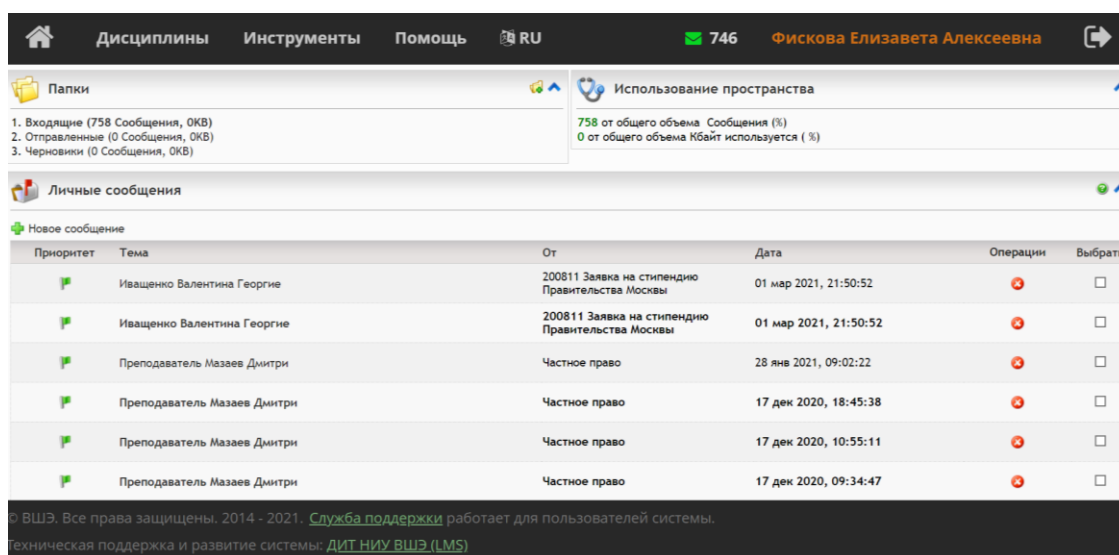 Дисциплины Инструменты Помощь RU 746 Фискова Елизавета Алексеевна
Папки
1. Входящие (758 Сообщения, 0KB)
2. Отправленные (0 Сообщения, 0KB)
3. Черновики (0 Сообщения, 0KB)
Использование пространства
758 от общего объема Сообщения (%)
0 от общего объема Кбайт используется ( %)
Личные сообщения
Новое сообщение
Приоритет Тема От Дата Операции Выбрать
Иващенко Валентина Георгие 200811 Заявка на стипендию Правительства Москвы 01 мар 2021, 21:50:52
Иващенко Валентина Георгие 200811 Заявка на стипендию Правительства Москвы 01 мар 2021, 21:50:52
Преподаватель Мазаев Дмитри Частное право 28 янв 2021, 09:02:22
Преподаватель Мазаев Дмитри Частное право 17 дек 2020, 18:45:38
Преподаватель Мазаев Дмитри Частное право 17 дек 2020, 10:55:11
Преподаватель Мазаев Дмитри Частное право 17 дек 2020, 09:34:47
© ВШЭ. Все права защищены. 2014 - 2021. Служба поддержки работает для пользователей системы.
Техническая поддержка и развитие системы: ДИТ НИУ ВШЭ (LMS)